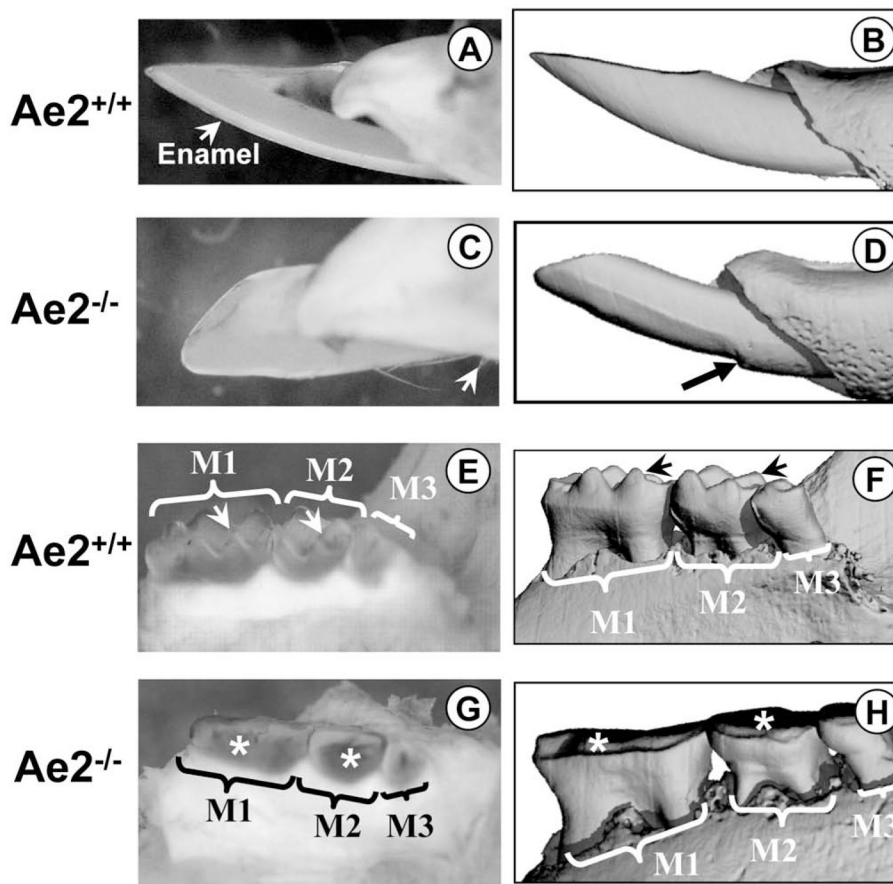 A
B
Ae2+/+
Enamel
C
D
Ae2-/-
M1
M2
M3
E
F
Ae2+/+
M1
M2
M3
G
H
*
*
*
*
Ae2-/-
M1
M2
M3
M1
M2
M3